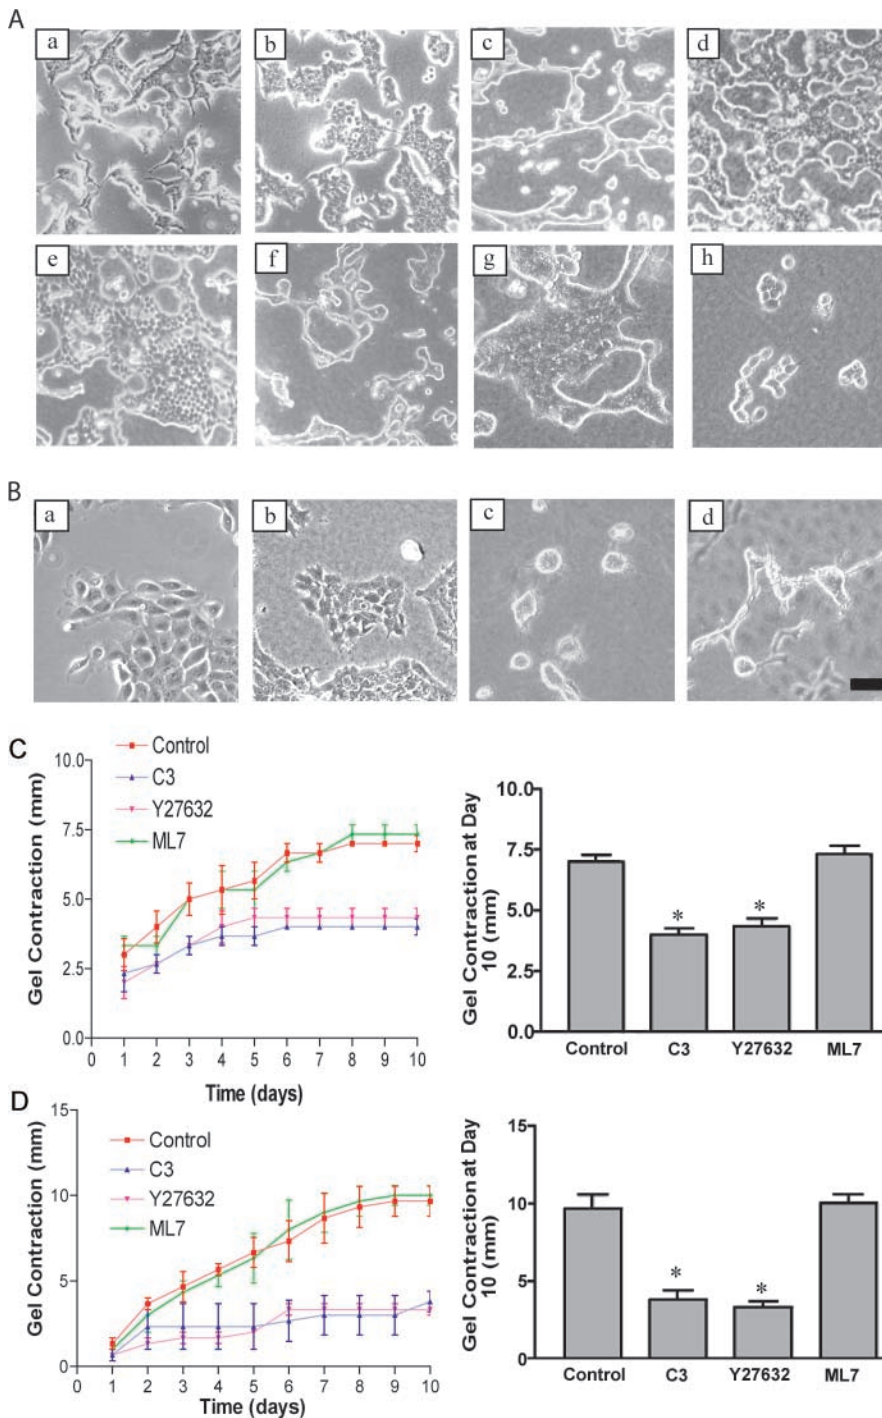 A
a
b
c
d
e
f
g
h
B
a
b
c
d
C
Control
C3
Y27632
ML7
Gel Contraction (mm)
10.0
7.5
5.0
2.5
0.0
0 1 2 3 4 5 6 7 8 9 10
Time (days)
Gel Contraction at Day
10 (mm)
10.0
7.5
5.0
2.5
0.0
* *
Control C3 Y27632 ML7
D
Control
C3
Y27632
ML7
Gel Contraction (mm)
15
10
5
0
0 1 2 3 4 5 6 7 8 9 10
Time (days)
Gel Contraction at Day
10 (mm)
15
10
5
0
* *
Control C3 Y27632 ML7